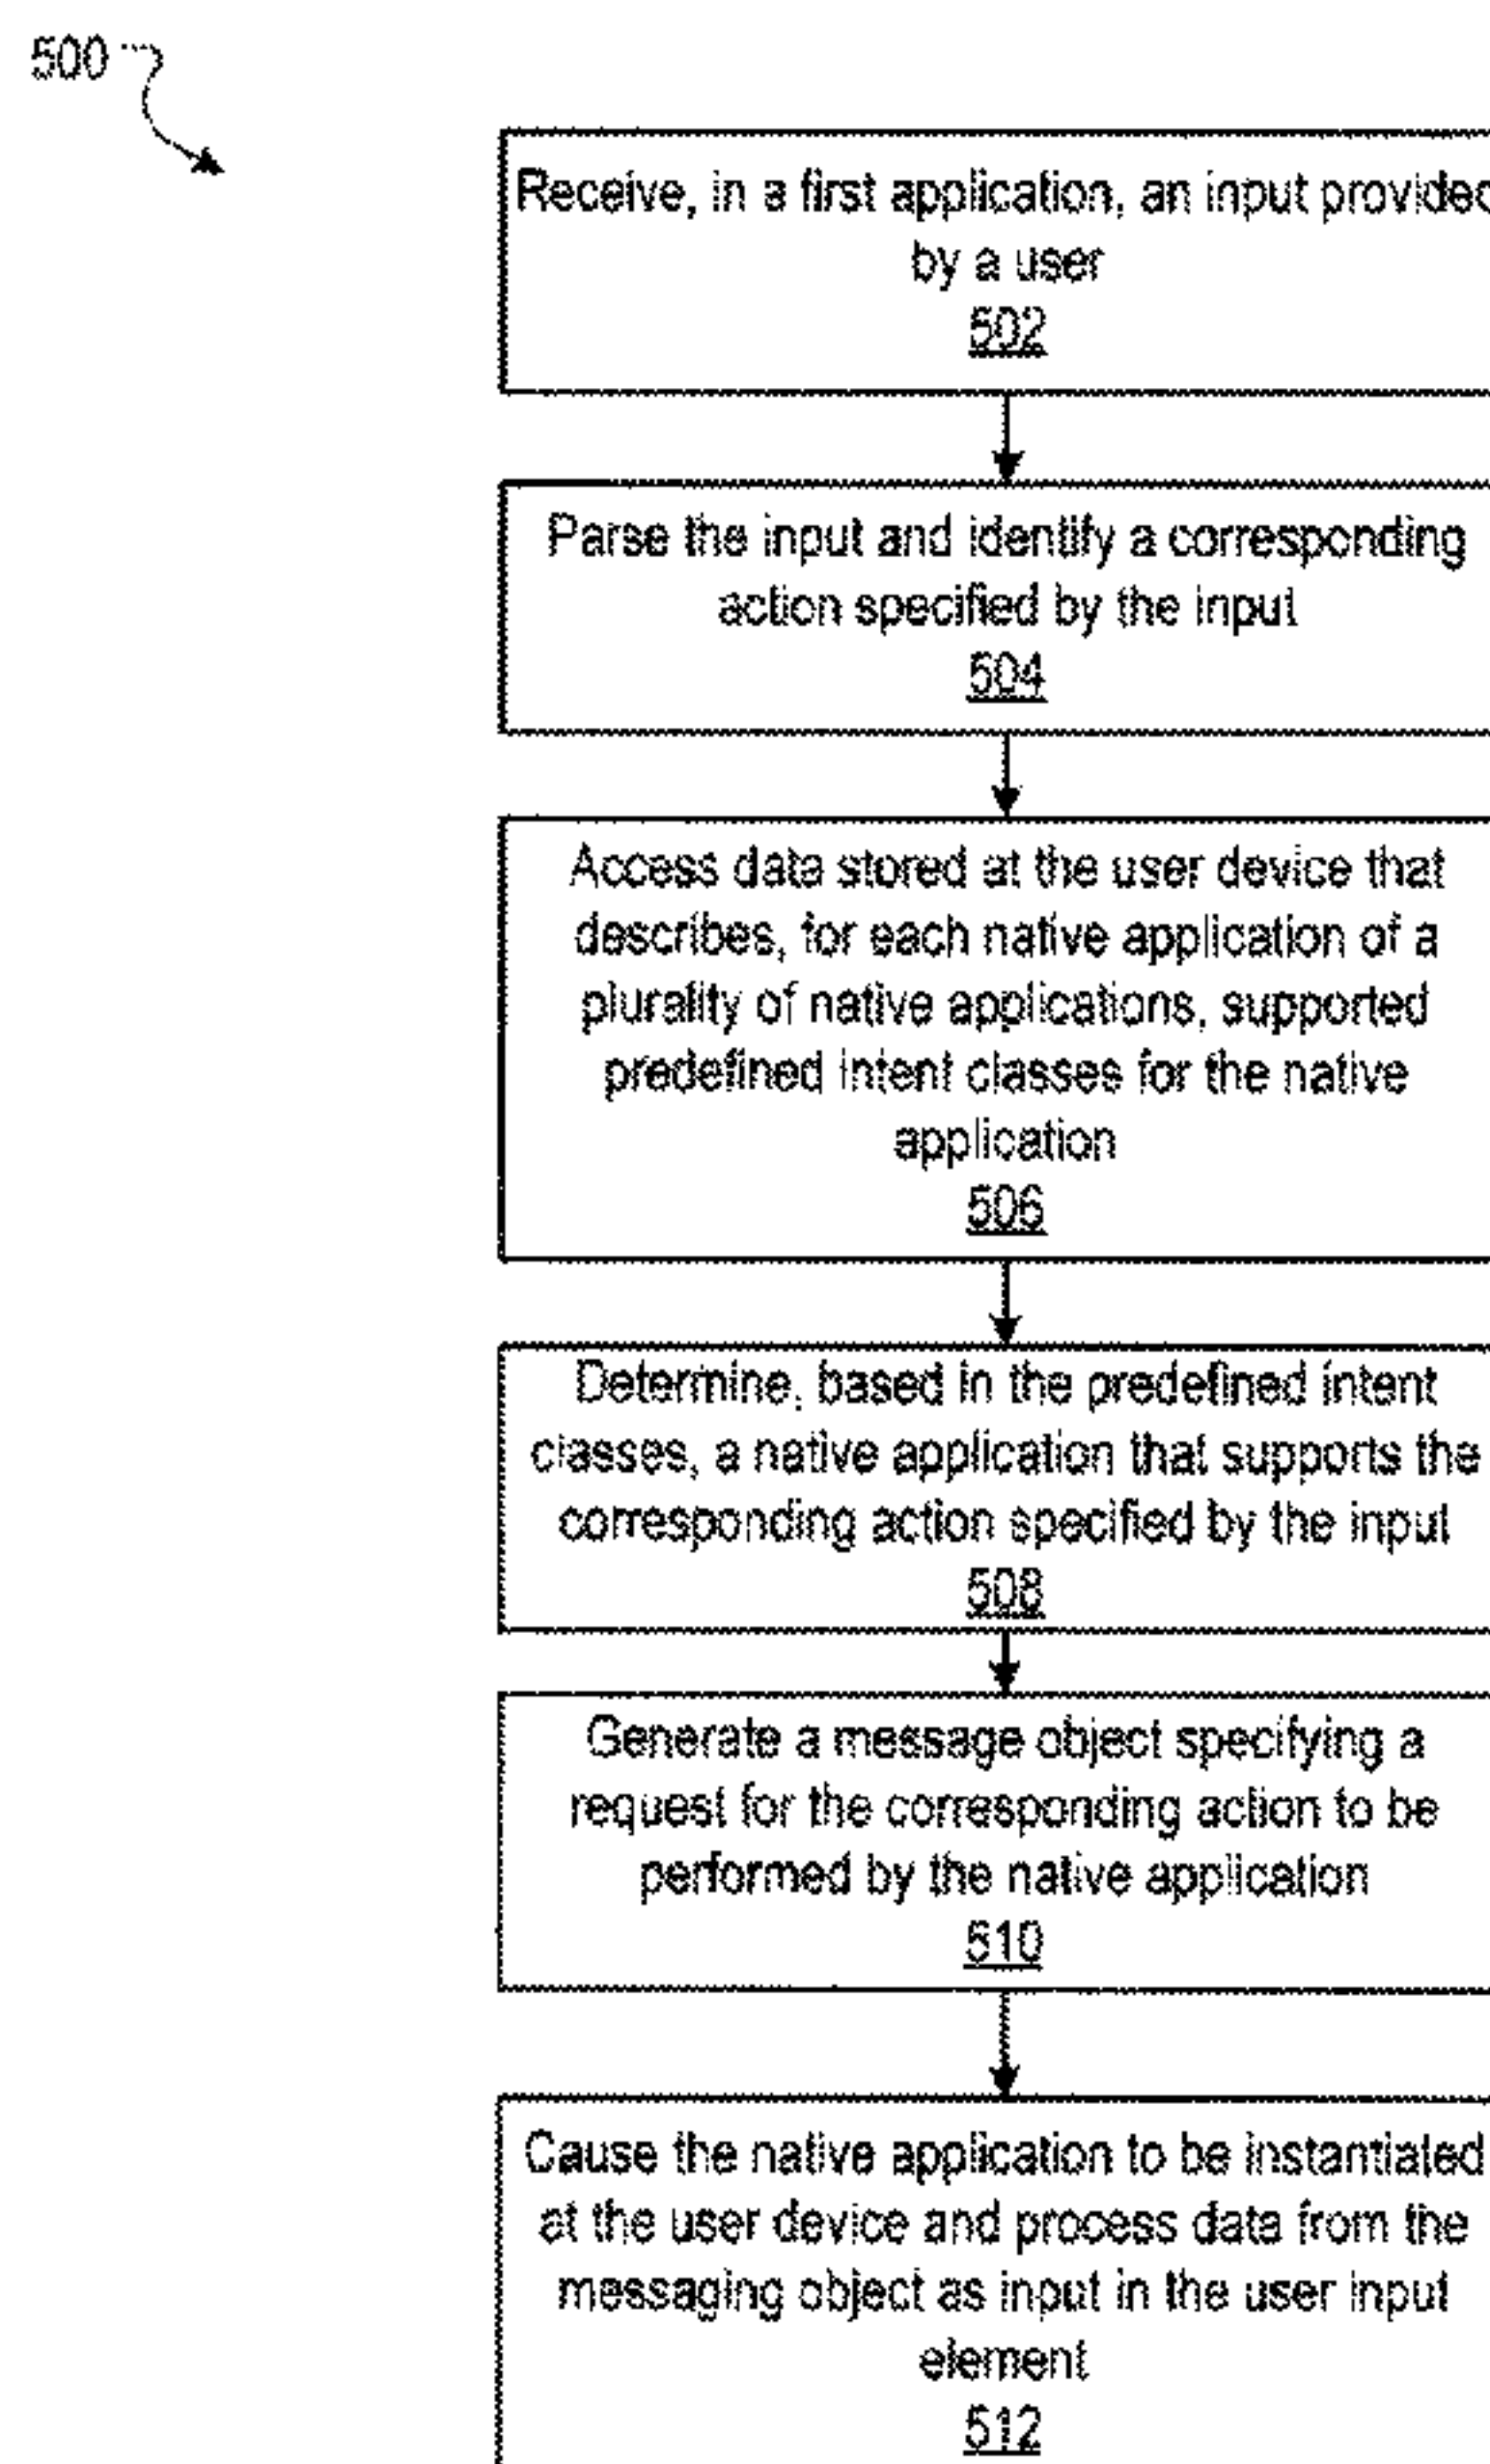 500
Receive, in a first application, an input provided
by a user
502
Parse the input and identify a corresponding
action specified by the input
504
Access data stored at the user device that
describes, for each native application of a
plurality of native applications, supported
predefined intent classes for the native
application
506
Determine, based in the predefined intent
classes, a native application that supports the
corresponding action specified by the input
508
Generate a message object specifying a
request for the corresponding action to be
performed by the native application
510
Cause the native application to be instantiated
at the user device and process data from the
messaging object as input in the user input
element
512